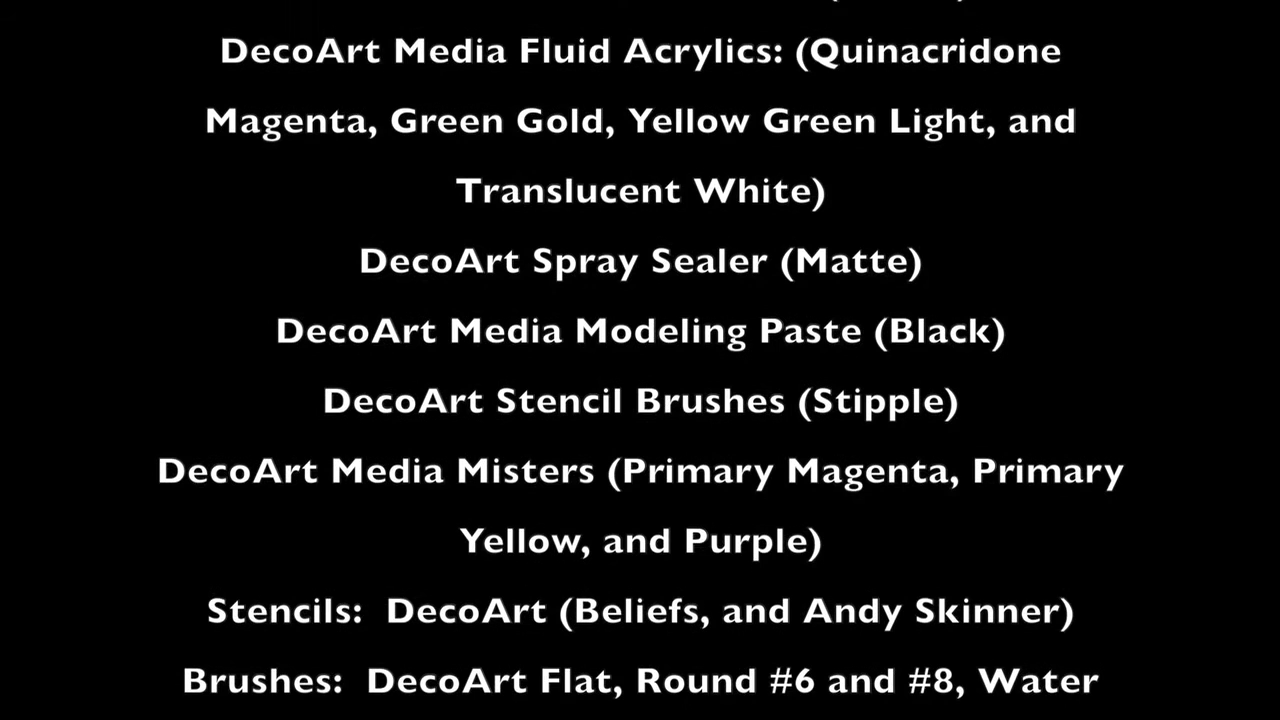 DecoArt Media Fluid Acrylics: (Quinacridone
Magenta, Green Gold, Yellow Green Light, and
Translucent White)
DecoArt Spray Sealer (Matte)
DecoArt Media Modeling Paste (Black)
DecoArt Stencil Brushes (Stipple)
DecoArt Media Misters (Primary Magenta, Primary
Yellow, and Purple)
Stencils:  DecoArt (Beliefs, and Andy Skinner)
Brushes:  DecoArt Flat, Round #6 and #8, Water